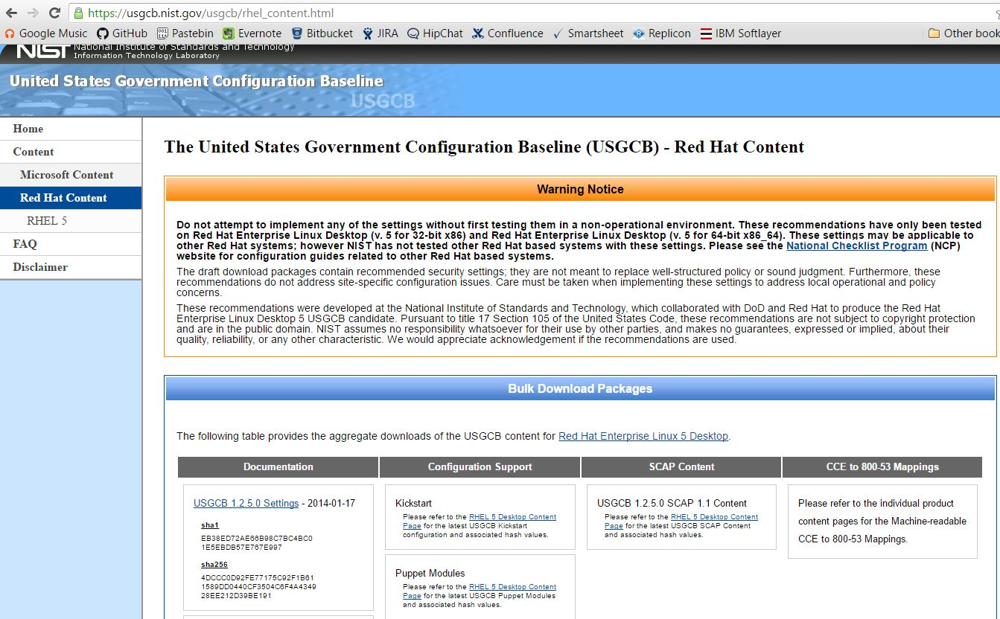 https://usgcb.nist.gov/usgcb/rhel_content.html
Google Music GitHub Pastebin Evernote Bitbucket JIRA HipChat Confluence Smartsheet Replicon IBM Softlayer Other book
NIST National Institute of Standards and Technology
Information Technology Laboratory
United States Government Configuration Baseline
USGCB
Home
Content
Microsoft Content
Red Hat Content
RHEL 5
FAQ
Disclaimer
The United States Government Configuration Baseline (USGCB) - Red Hat Content
Warning Notice
Do not attempt to implement any of the settings without first testing them in a non-operational environment. These recommendations have only been tested
on Red Hat Enterprise Linux Desktop (v. 5 for 32-bit x86) and Red Hat Enterprise Linux Desktop (v. 5 for 64-bit x86_64). These settings may be applicable to
other Red Hat systems; however NIST has not tested other Red Hat based systems with these settings. Please see the National Checklist Program (NCP)
website for configuration guides related to other Red Hat based systems.
The draft download packages contain recommended security settings; they are not meant to replace well-structured policy or sound judgment. Furthermore, these
recommendations do not address site-specific configuration issues. Care must be taken when implementing these settings to address local operational and policy
concerns.
These recommendations were developed at the National Institute of Standards and Technology, which collaborated with DoD and Red Hat to produce the Red Hat
Enterprise Linux Desktop 5 USGCB candidate. Pursuant to title 17 Section 105 of the United States Code, these recommendations are not subject to copyright protection
and are in the public domain. NIST assumes no responsibility whatsoever for their use by other parties, and makes no guarantees, expressed or implied, about their
quality, reliability, or any other characteristic. We would appreciate acknowledgement if the recommendations are used.
Bulk Download Packages
The following table provides the aggregate downloads of the USGCB content for Red Hat Enterprise Linux 5 Desktop.
Documentation
USGCB 1.2.5.0 Settings - 2014-01-17
sha1
EB38ED72AE66B98C7BC4BC0
1E5EBDB57E767E997
sha256
4DCCC0D92FE77175C92F1B61
1589DD0440CF3504C6F4A4349
28EE212D39BE191
Configuration Support
Kickstart
Please refer to the RHEL 5 Desktop Content
Page for the latest USGCB Kickstart
configuration and associated hash values.
Puppet Modules
Please refer to the RHEL 5 Desktop Content
Page for the latest USGCB Puppet Modules
and associated hash values.
SCAP Content
USGCB 1.2.5.0 SCAP 1.1 Content
Please refer to the RHEL 5 Desktop Content
Page for the latest USGCB SCAP Content
and associated hash values.
CCE to 800-53 Mappings
Please refer to the individual product
content pages for the Machine-readable
CCE to 800-53 Mappings.